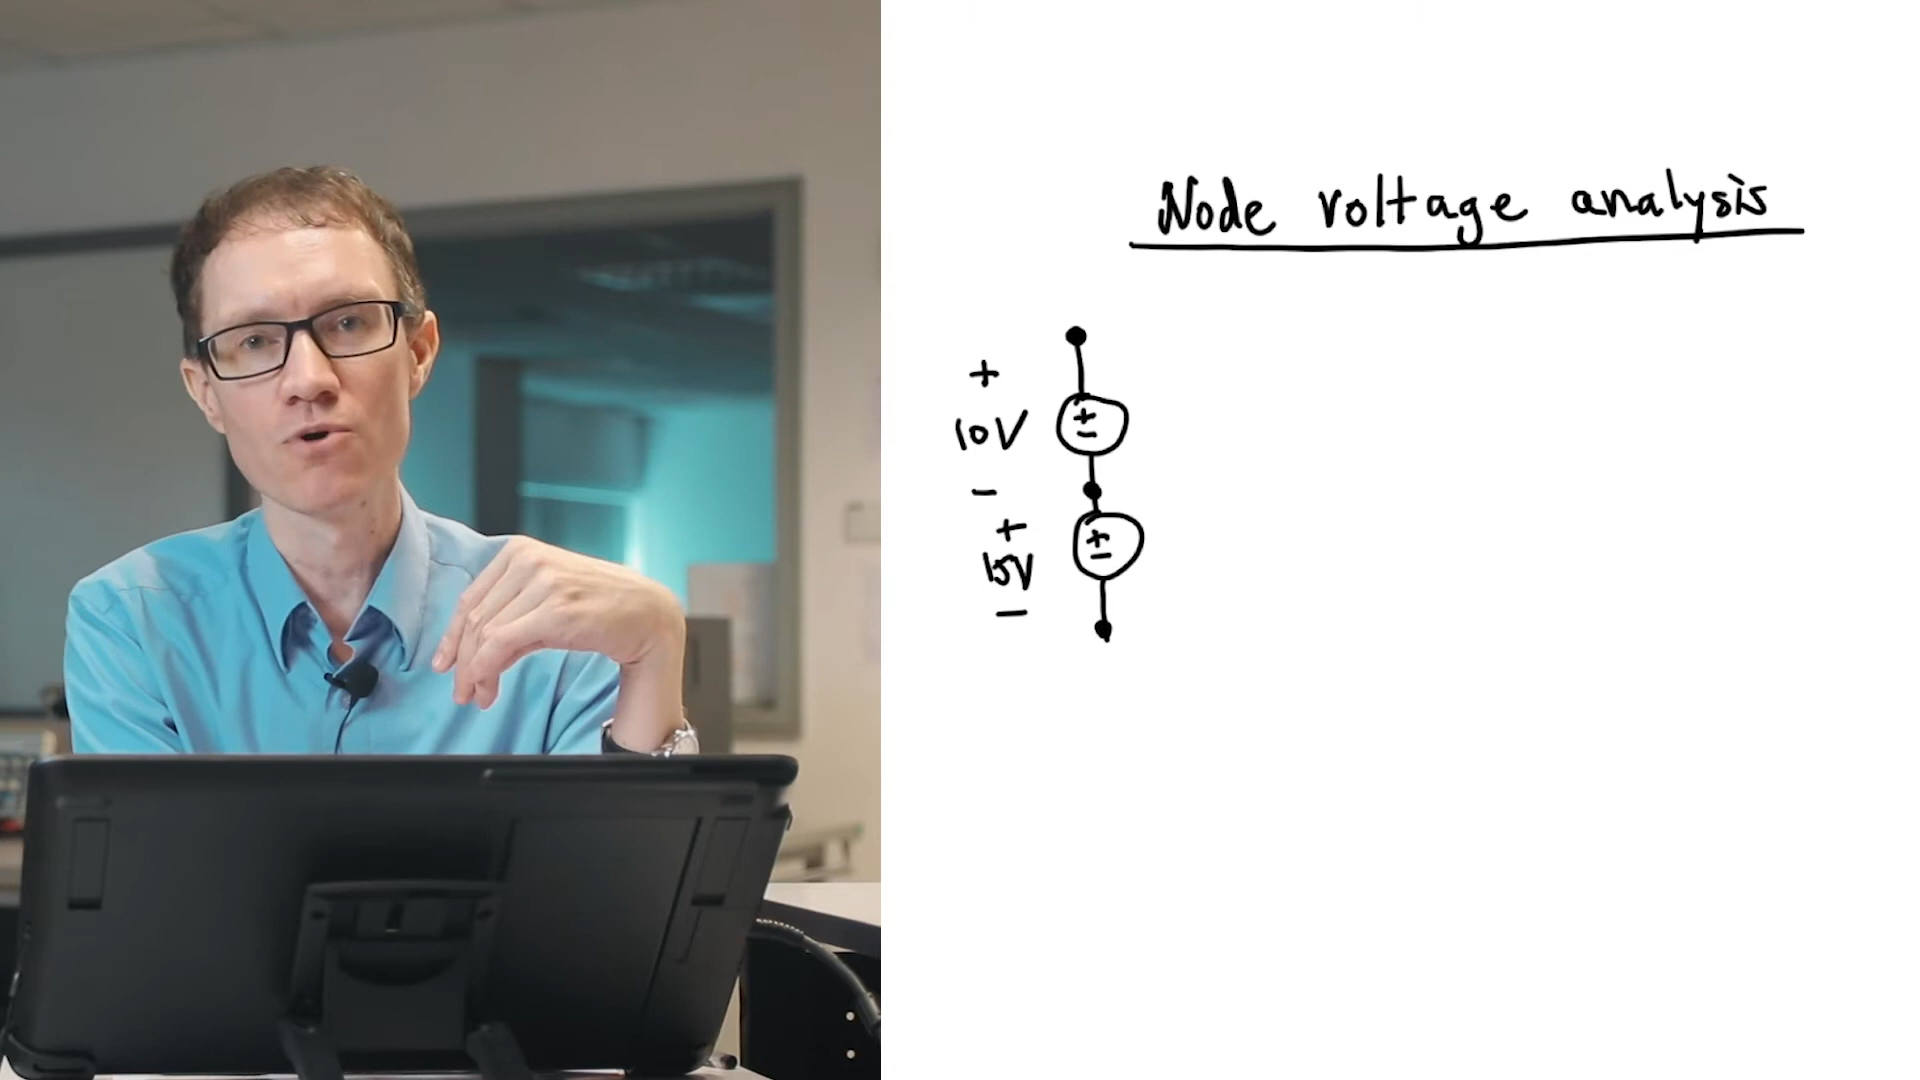 Node voltage analysis
+
10V
+
−
−
+
15V
+
−
−